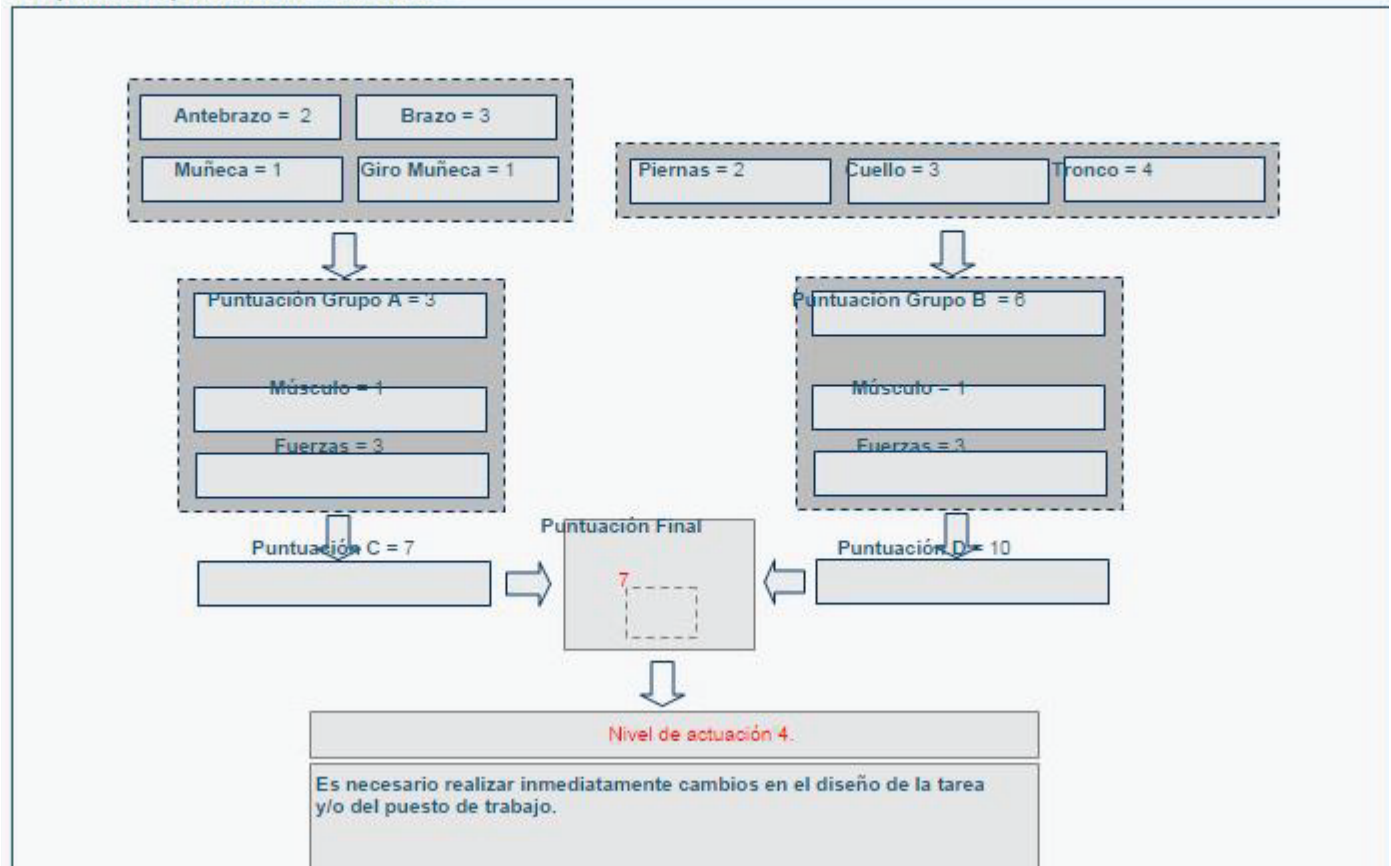 Antebrazo = 2
Brazo = 3
Muñeca = 1
Giro Muñeca = 1
Piernas = 2
Cuello = 3
Tronco = 4
Puntuación Grupo A = 3
Músculo = 1
Fuerzas = 3
Puntuación C = 7
Puntuación Grupo B = 6
Músculo = 1
Fuerzas = 3
Puntuación D = 10
Puntuación Final
7
Nivel de actuación 4.
Es necesario realizar inmediatamente cambios en el diseño de la tarea
y/o del puesto de trabajo.